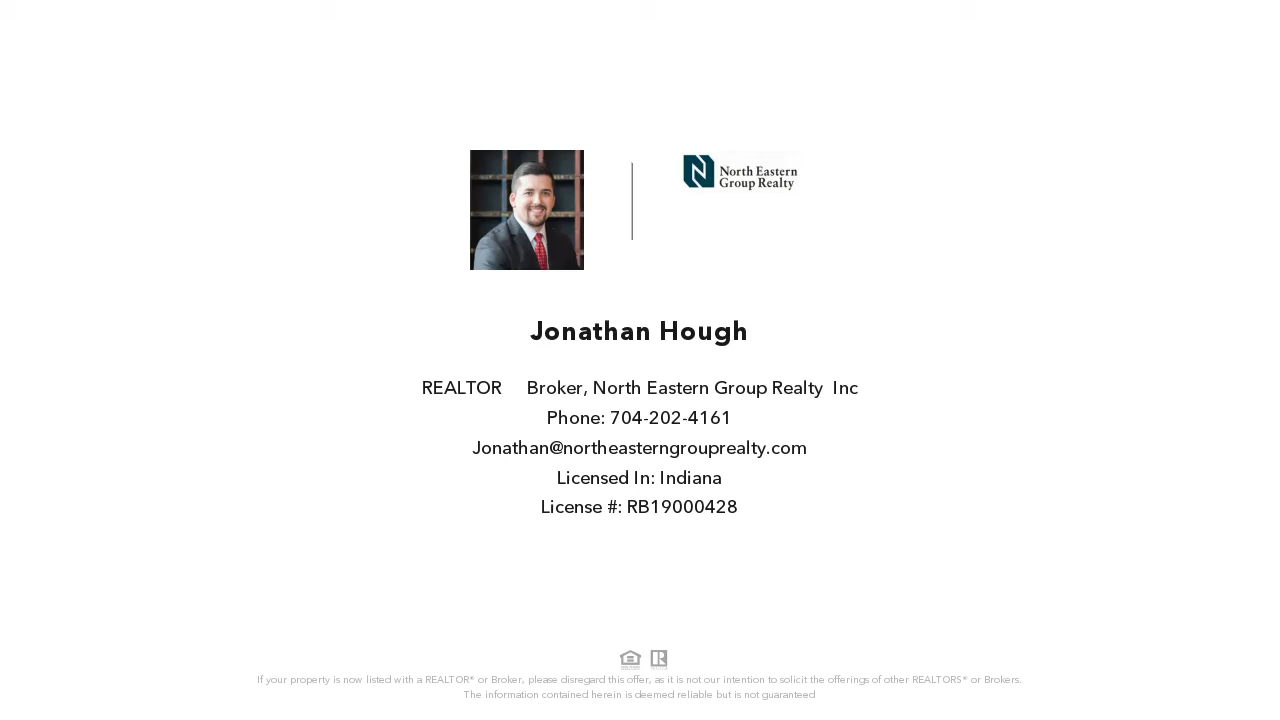 North Eastern
Group Realty
Jonathan Hough
REALTOR Broker, North Eastern Group Realty Inc
Phone: 704-202-4161
Jonathan@northeasterngrouprealty.com
Licensed In: Indiana
License #: RB19000428
If your property is now listed with a REALTOR® or Broker, please disregard this offer, as it is not our intention to solicit the offerings of other REALTORS® or Brokers.
The information contained herein is deemed reliable but is not guaranteed